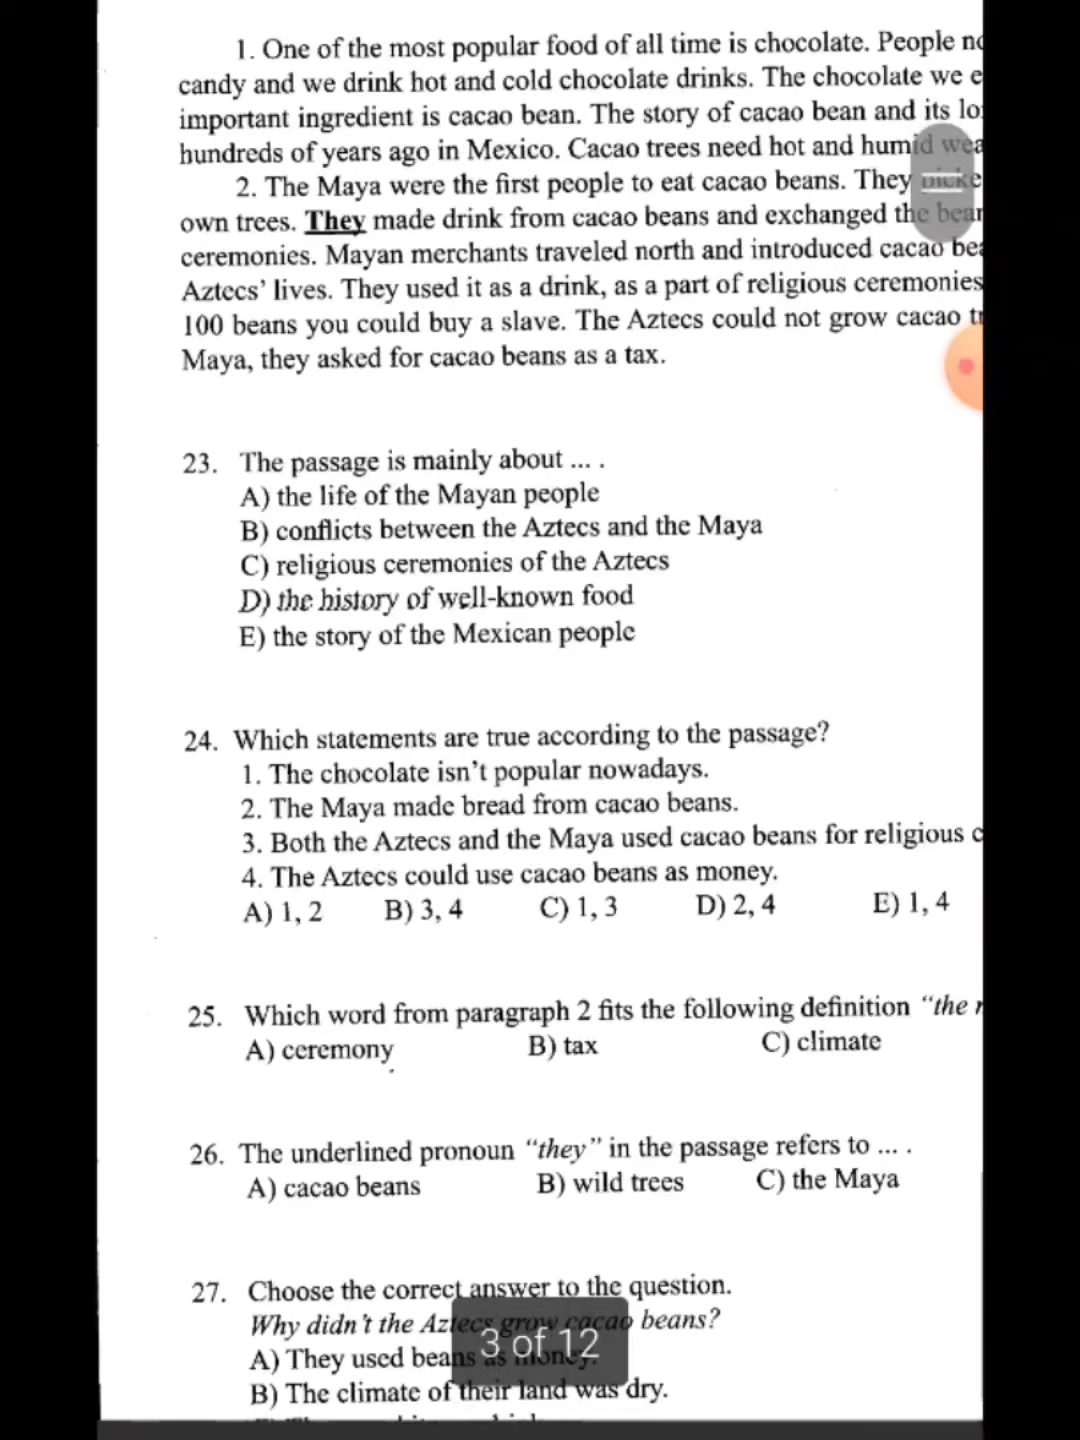 1. One of the most popular food of all time is chocolate. People
candy and we drink hot and cold chocolate drinks. The chocolate we
important ingredient is cacao bean. The story of cacao bean and its
hundreds of years ago in Mexico. Cacao trees need hot and humid
2. The Maya were the first people to eat cacao beans. They
own trees. They made drink from cacao beans and exchanged the
ceremonies. Mayan merchants traveled north and introduced cacao
Aztecs' lives. They used it as a drink, as a part of religious ceremonies
100 beans you could buy a slave. The Aztecs could not grow cacao
Maya, they asked for cacao beans as a tax.
23. The passage is mainly about ... .
A) the life of the Mayan people
B) conflicts between the Aztecs and the Maya
C) religious ceremonies of the Aztecs
D) the history of well-known food
E) the story of the Mexican people
24. Which statements are true according to the passage?
1. The chocolate isn't popular nowadays.
2. The Maya made bread from cacao beans.
3. Both the Aztecs and the Maya used cacao beans for religious
4. The Aztecs could use cacao beans as money.
A) 1, 2 B) 3, 4 C) 1, 3 D) 2, 4 E) 1, 4
25. Which word from paragraph 2 fits the following definition "the
A) ceremony B) tax C) climate
26. The underlined pronoun "they" in the passage refers to ... .
A) cacao beans B) wild trees C) the Maya
27. Choose the correct answer to the question.
Why didn't the Aztecs grow cacao beans?
A) They used beans as money.
B) The climate of their land was dry.
3 of 12